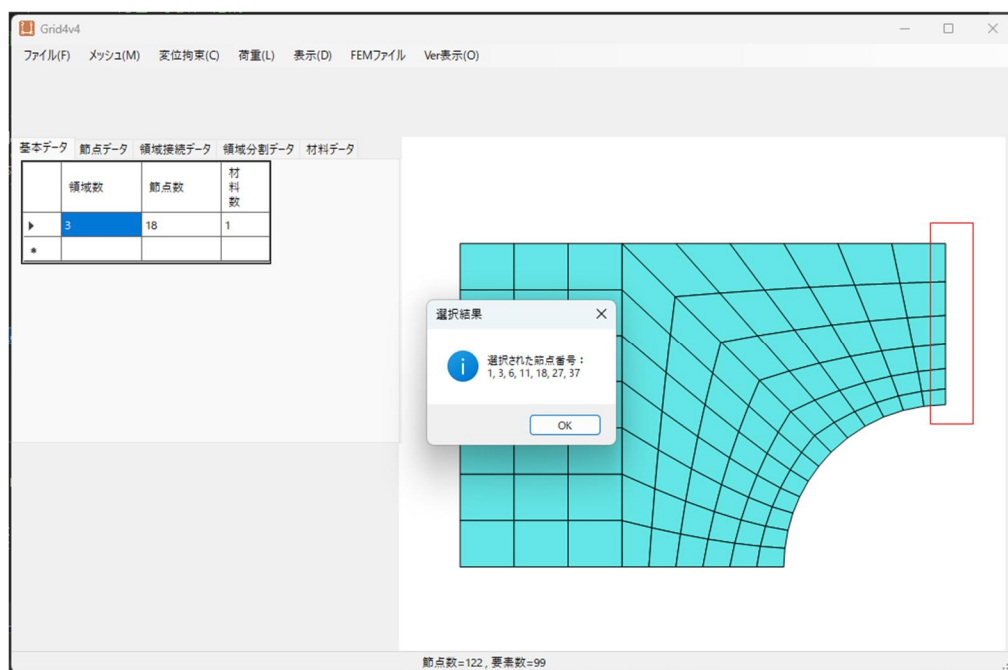 Grid4v4
ファイル(F) メッシュ(M) 変位拘束(C) 荷重(L) 表示(D) FEMファイル Ver表示(O)
基本データ 節点データ 領域接続データ 領域分割データ 材料データ
領域数 節点数 材料数
3 18 1
選択結果
選択された節点番号：
1, 3, 6, 11, 18, 27, 37
OK
節点数=122 , 要素数=99